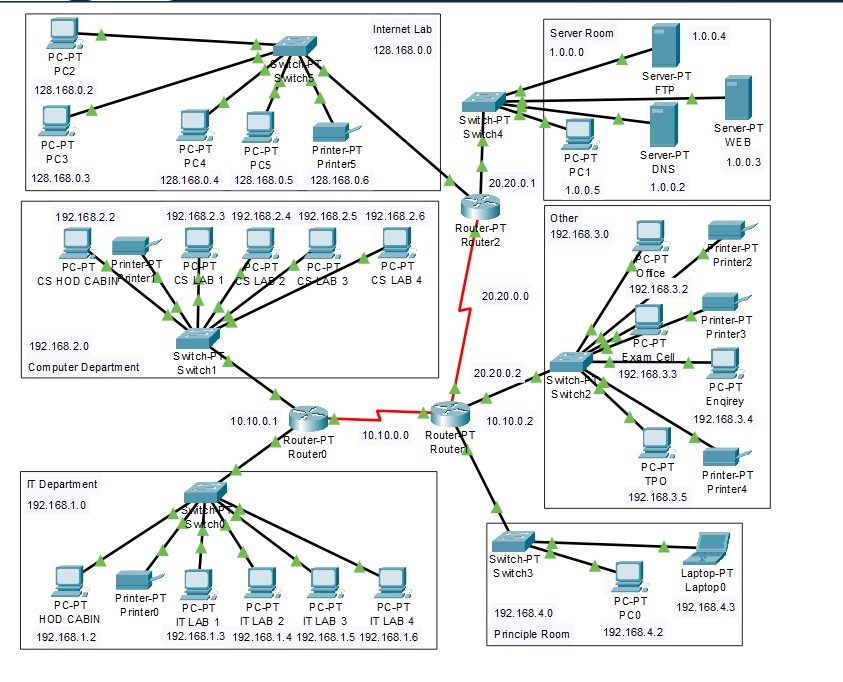 Internet Lab
128.168.0.0
PC-PT
PC2
128.168.0.2
Switch-PT
Switch5
PC-PT
PC3
128.168.0.3
PC-PT
PC4
128.168.0.4
PC-PT
PC5
128.168.0.5
Printer-PT
Printer5
128.168.0.6
Server Room
1.0.0.0
1.0.0.4
Server-PT
FTP
Switch-PT
Switch4
PC-PT
PC1
1.0.0.5
Server-PT
DNS
1.0.0.2
Server-PT
WEB
1.0.0.3
20.20.0.1
Router-PT
Router2
192.168.2.2
192.168.2.3
192.168.2.4
192.168.2.5
192.168.2.6
PC-PT
CS HOD CABIN
Printer-PT
Printer1
PC-PT
CS LAB 1
PC-PT
CS LAB 2
PC-PT
CS LAB 3
PC-PT
CS LAB 4
192.168.2.0
Computer Department
Switch-PT
Switch1
20.20.0.0
Other
192.168.3.0
PC-PT
Office
192.168.3.2
Printer-PT
Printer2
Printer-PT
Printer3
PC-PT
Exam Cell
192.168.3.3
PC-PT
Enqirey
192.168.3.4
Switch-PT
Switch2
PC-PT
TPO
192.168.3.5
Printer-PT
Printer4
20.20.0.2
10.10.0.1
Router-PT
Router0
10.10.0.0
Router-PT
Router1
10.10.0.2
IT Department
192.168.1.0
Switch-PT
Switch0
PC-PT
HOD CABIN
192.168.1.2
Printer-PT
Printer0
PC-PT
IT LAB 1
192.168.1.3
PC-PT
IT LAB 2
192.168.1.4
PC-PT
IT LAB 3
192.168.1.5
PC-PT
IT LAB 4
192.168.1.6
Switch-PT
Switch3
192.168.4.0
Principle Room
PC-PT
PC0
192.168.4.2
Laptop-PT
Laptop0
192.168.4.3